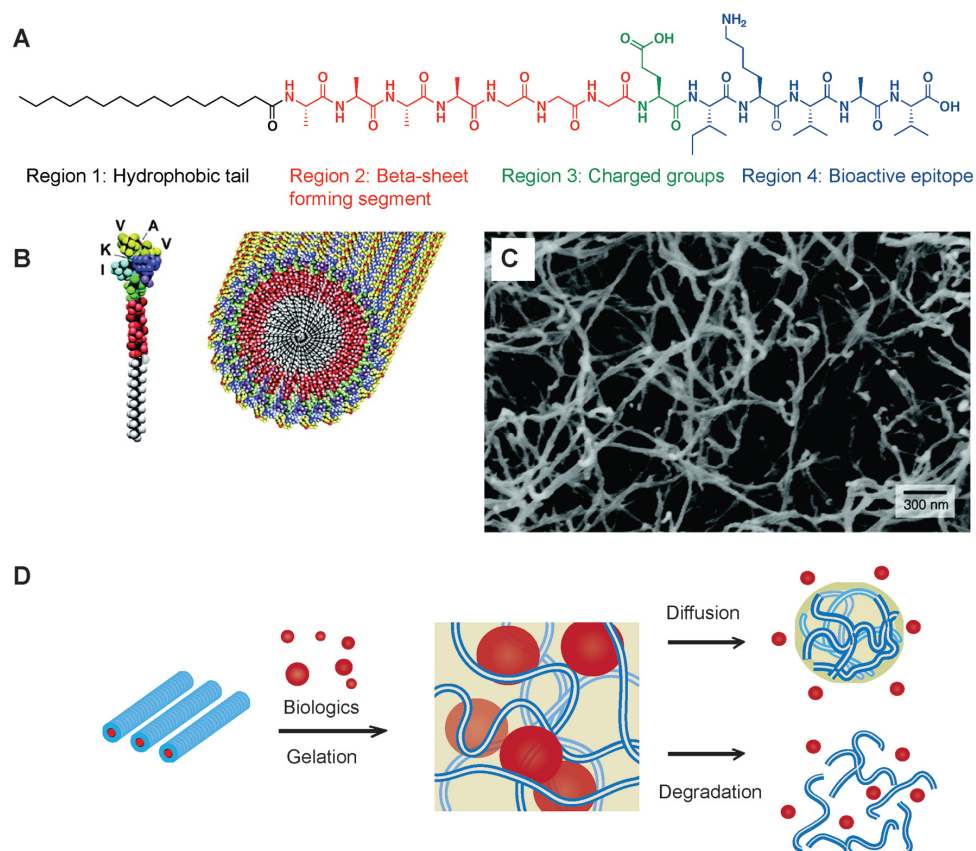 A
Region 1: Hydrophobic tail
Region 2: Beta-sheet
forming segment
Region 3: Charged groups
Region 4: Bioactive epitope
O
OH
NH₂
H
N
O
N
H
O
H
N
O
N
H
O
H
N
O
N
H
O
H
N
O
N
H
O
H
N
O
N
H
O
H
N
O
N
H
O
H
N
O
OH
B
V
A
K
V
I
C
300 nm
D
Biologics
Gelation
Diffusion
Degradation